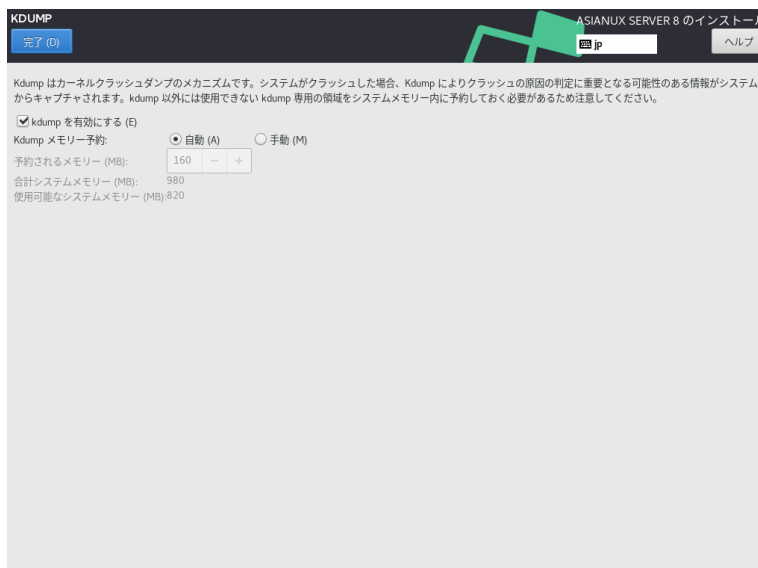 KDUMP
ASIANUX SERVER 8 のインストール
完了 (D)
jp
ヘルプ
Kdump はカーネルクラッシュダンプのメカニズムです。システムがクラッシュした場合、Kdump によりクラッシュの原因の判定に重要となる可能性のある情報がシステム
からキャプチャされます。kdump 以外には使用できない kdump 専用の領域をシステムメモリー内に予約しておく必要があるため注意してください。
kdump を有効にする (E)
Kdump メモリー予約: 自動 (A) 手動 (M)
予約されるメモリー (MB): 160 − +
合計システムメモリー (MB): 980
使用可能なシステムメモリー (MB): 820